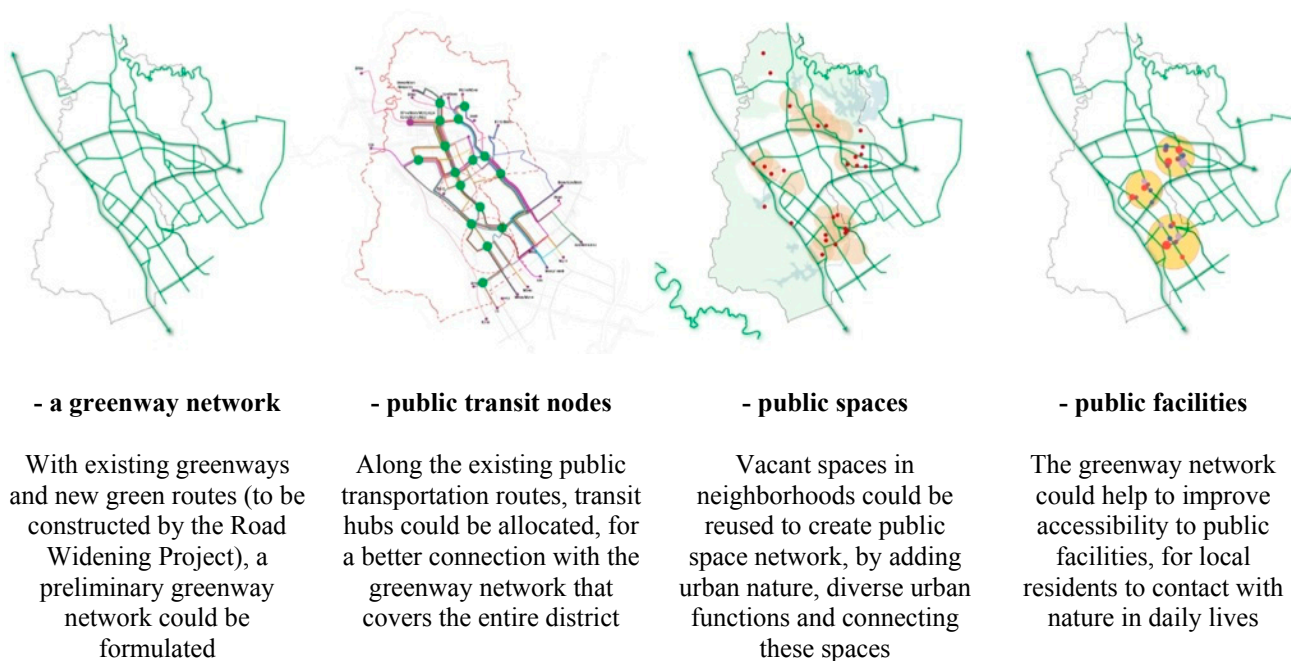 - a greenway network
With existing greenways
and new green routes (to be
constructed by the Road
Widening Project), a
preliminary greenway
network could be
formulated
- public transit nodes
Along the existing public
transportation routes, transit
hubs could be allocated, for
a better connection with the
greenway network that
covers the entire district
- public spaces
Vacant spaces in
neighborhoods could be
reused to create public
space network, by adding
urban nature, diverse urban
functions and connecting
these spaces
- public facilities
The greenway network
could help to improve
accessibility to public
facilities, for local
residents to contact with
nature in daily lives